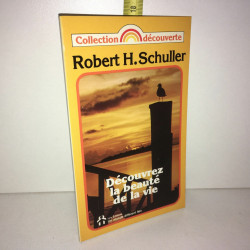 Collection découverte
Robert H. Schuller
Découvrez
la beauté
de la vie